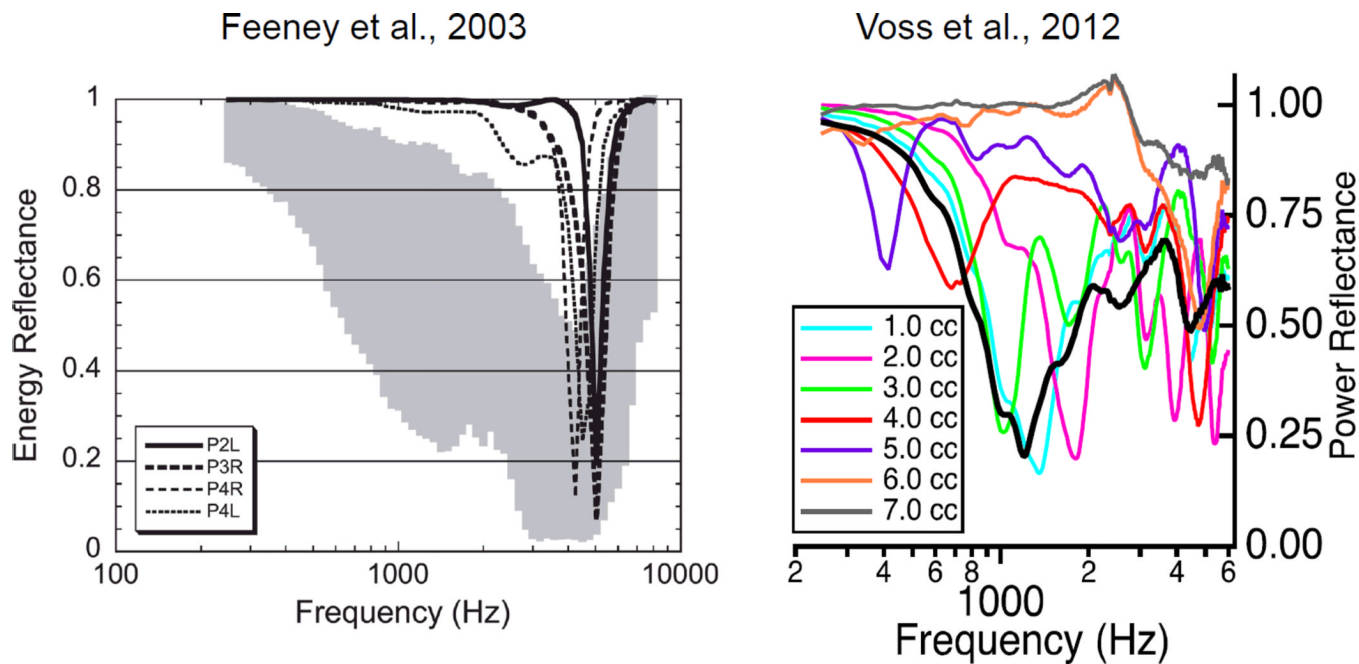 Feeney et al., 2003
Energy Reflectance
1
0.8
0.6
0.4
0.2
0
P2L
P3R
P4R
P4L
100
1000
10000
Frequency (Hz)
Voss et al., 2012
1.0 cc
2.0 cc
3.0 cc
4.0 cc
5.0 cc
6.0 cc
7.0 cc
1.00
0.75
0.50
0.25
0.00
Power Reflectance
2 4 6 8 2 4 6
1000
Frequency (Hz)